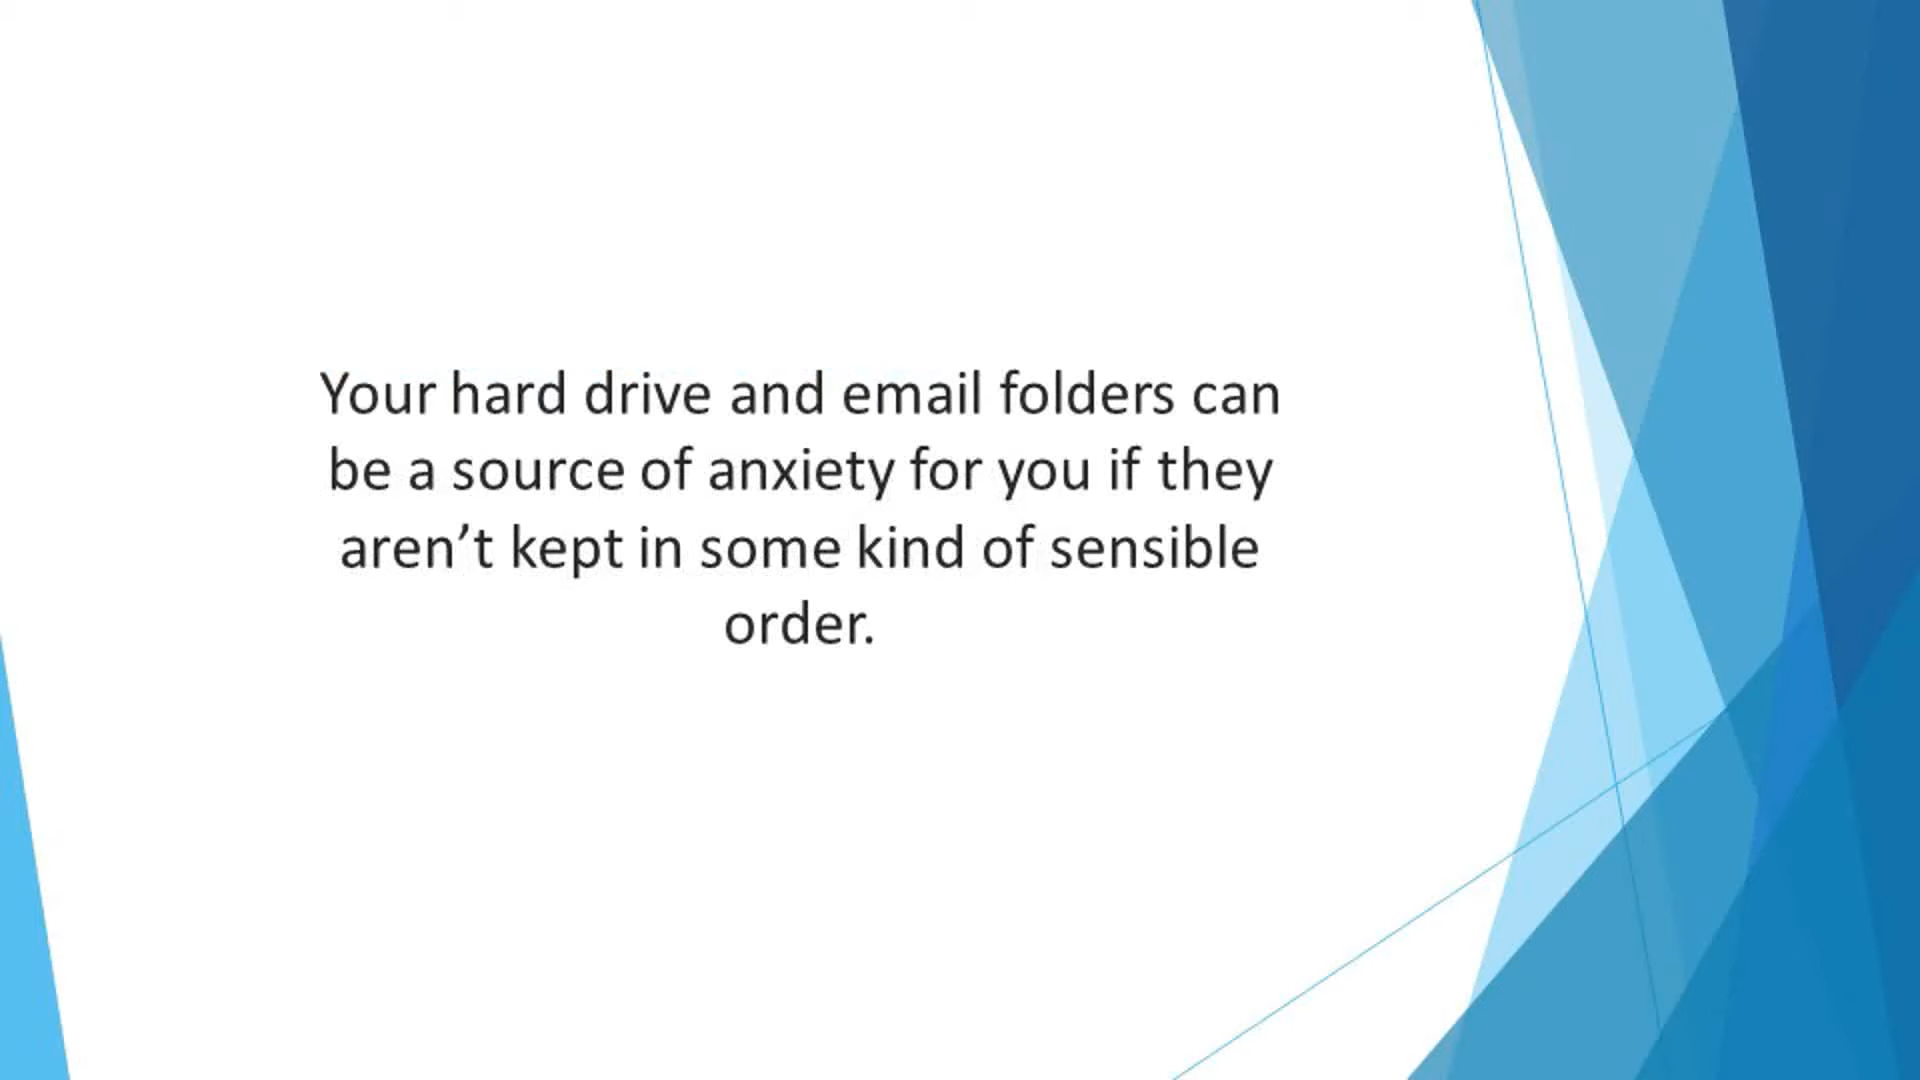 Your hard drive and email folders can
be a source of anxiety for you if they
aren’t kept in some kind of sensible
order.